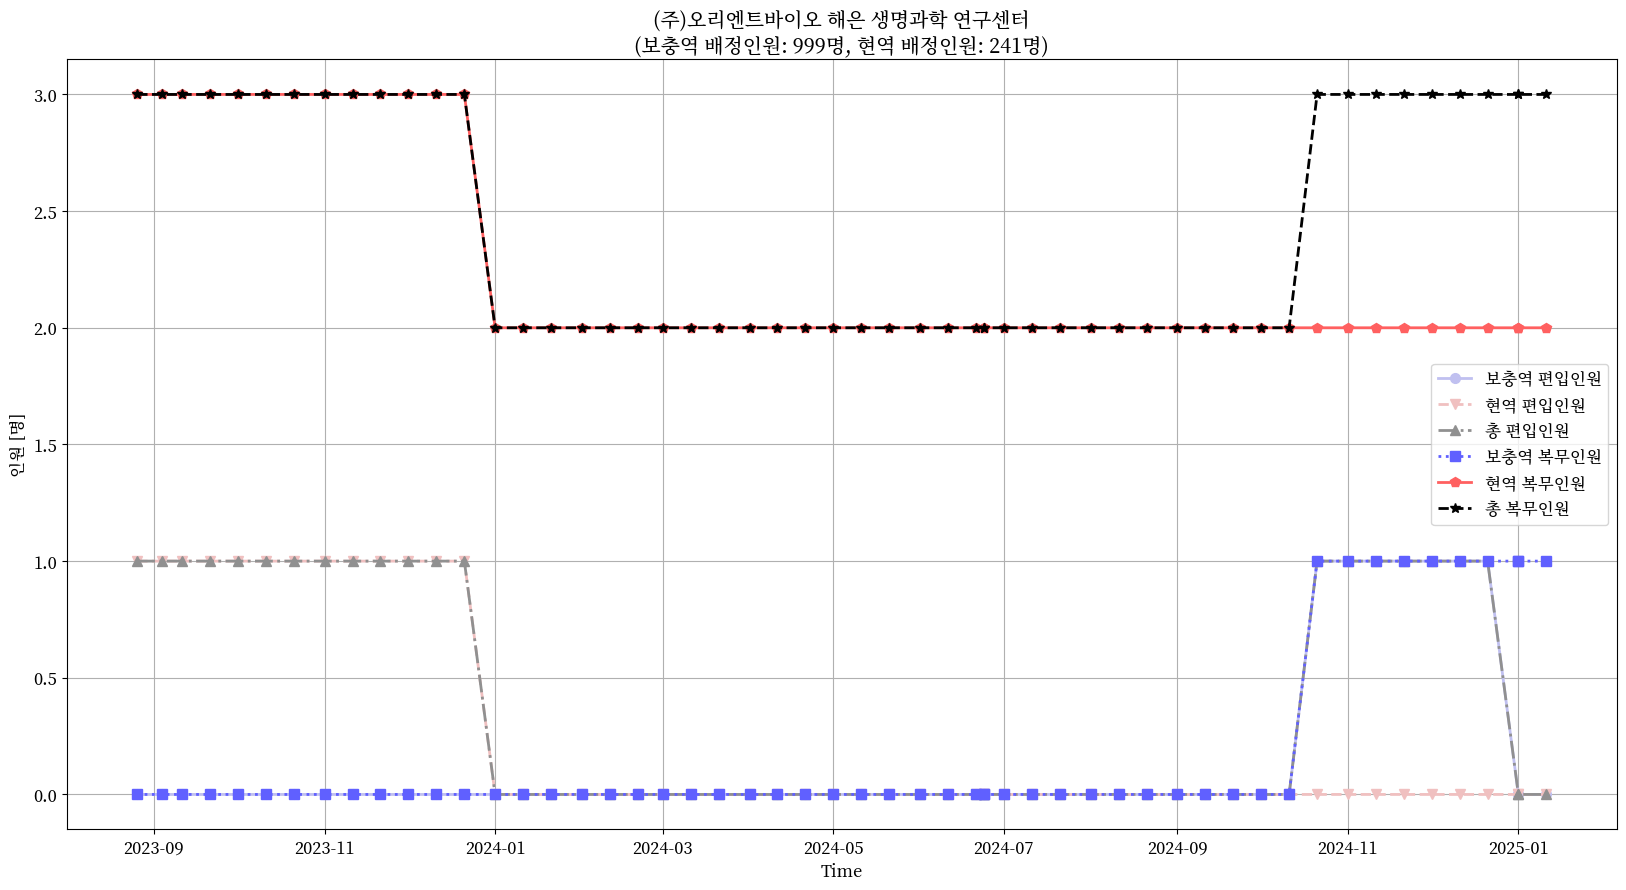 (주)오리엔트바이오 해은 생명과학 연구센터
(보충역 배정인원: 999명, 현역 배정인원: 241명)
3.0
2.5
2.0
1.5
1.0
0.5
0.0
인원 [명]
보충역 편입인원
현역 편입인원
총 편입인원
보충역 복무인원
현역 복무인원
총 복무인원
2023-09 2023-11 2024-01 2024-03 2024-05 2024-07 2024-09 2024-11 2025-01
Time